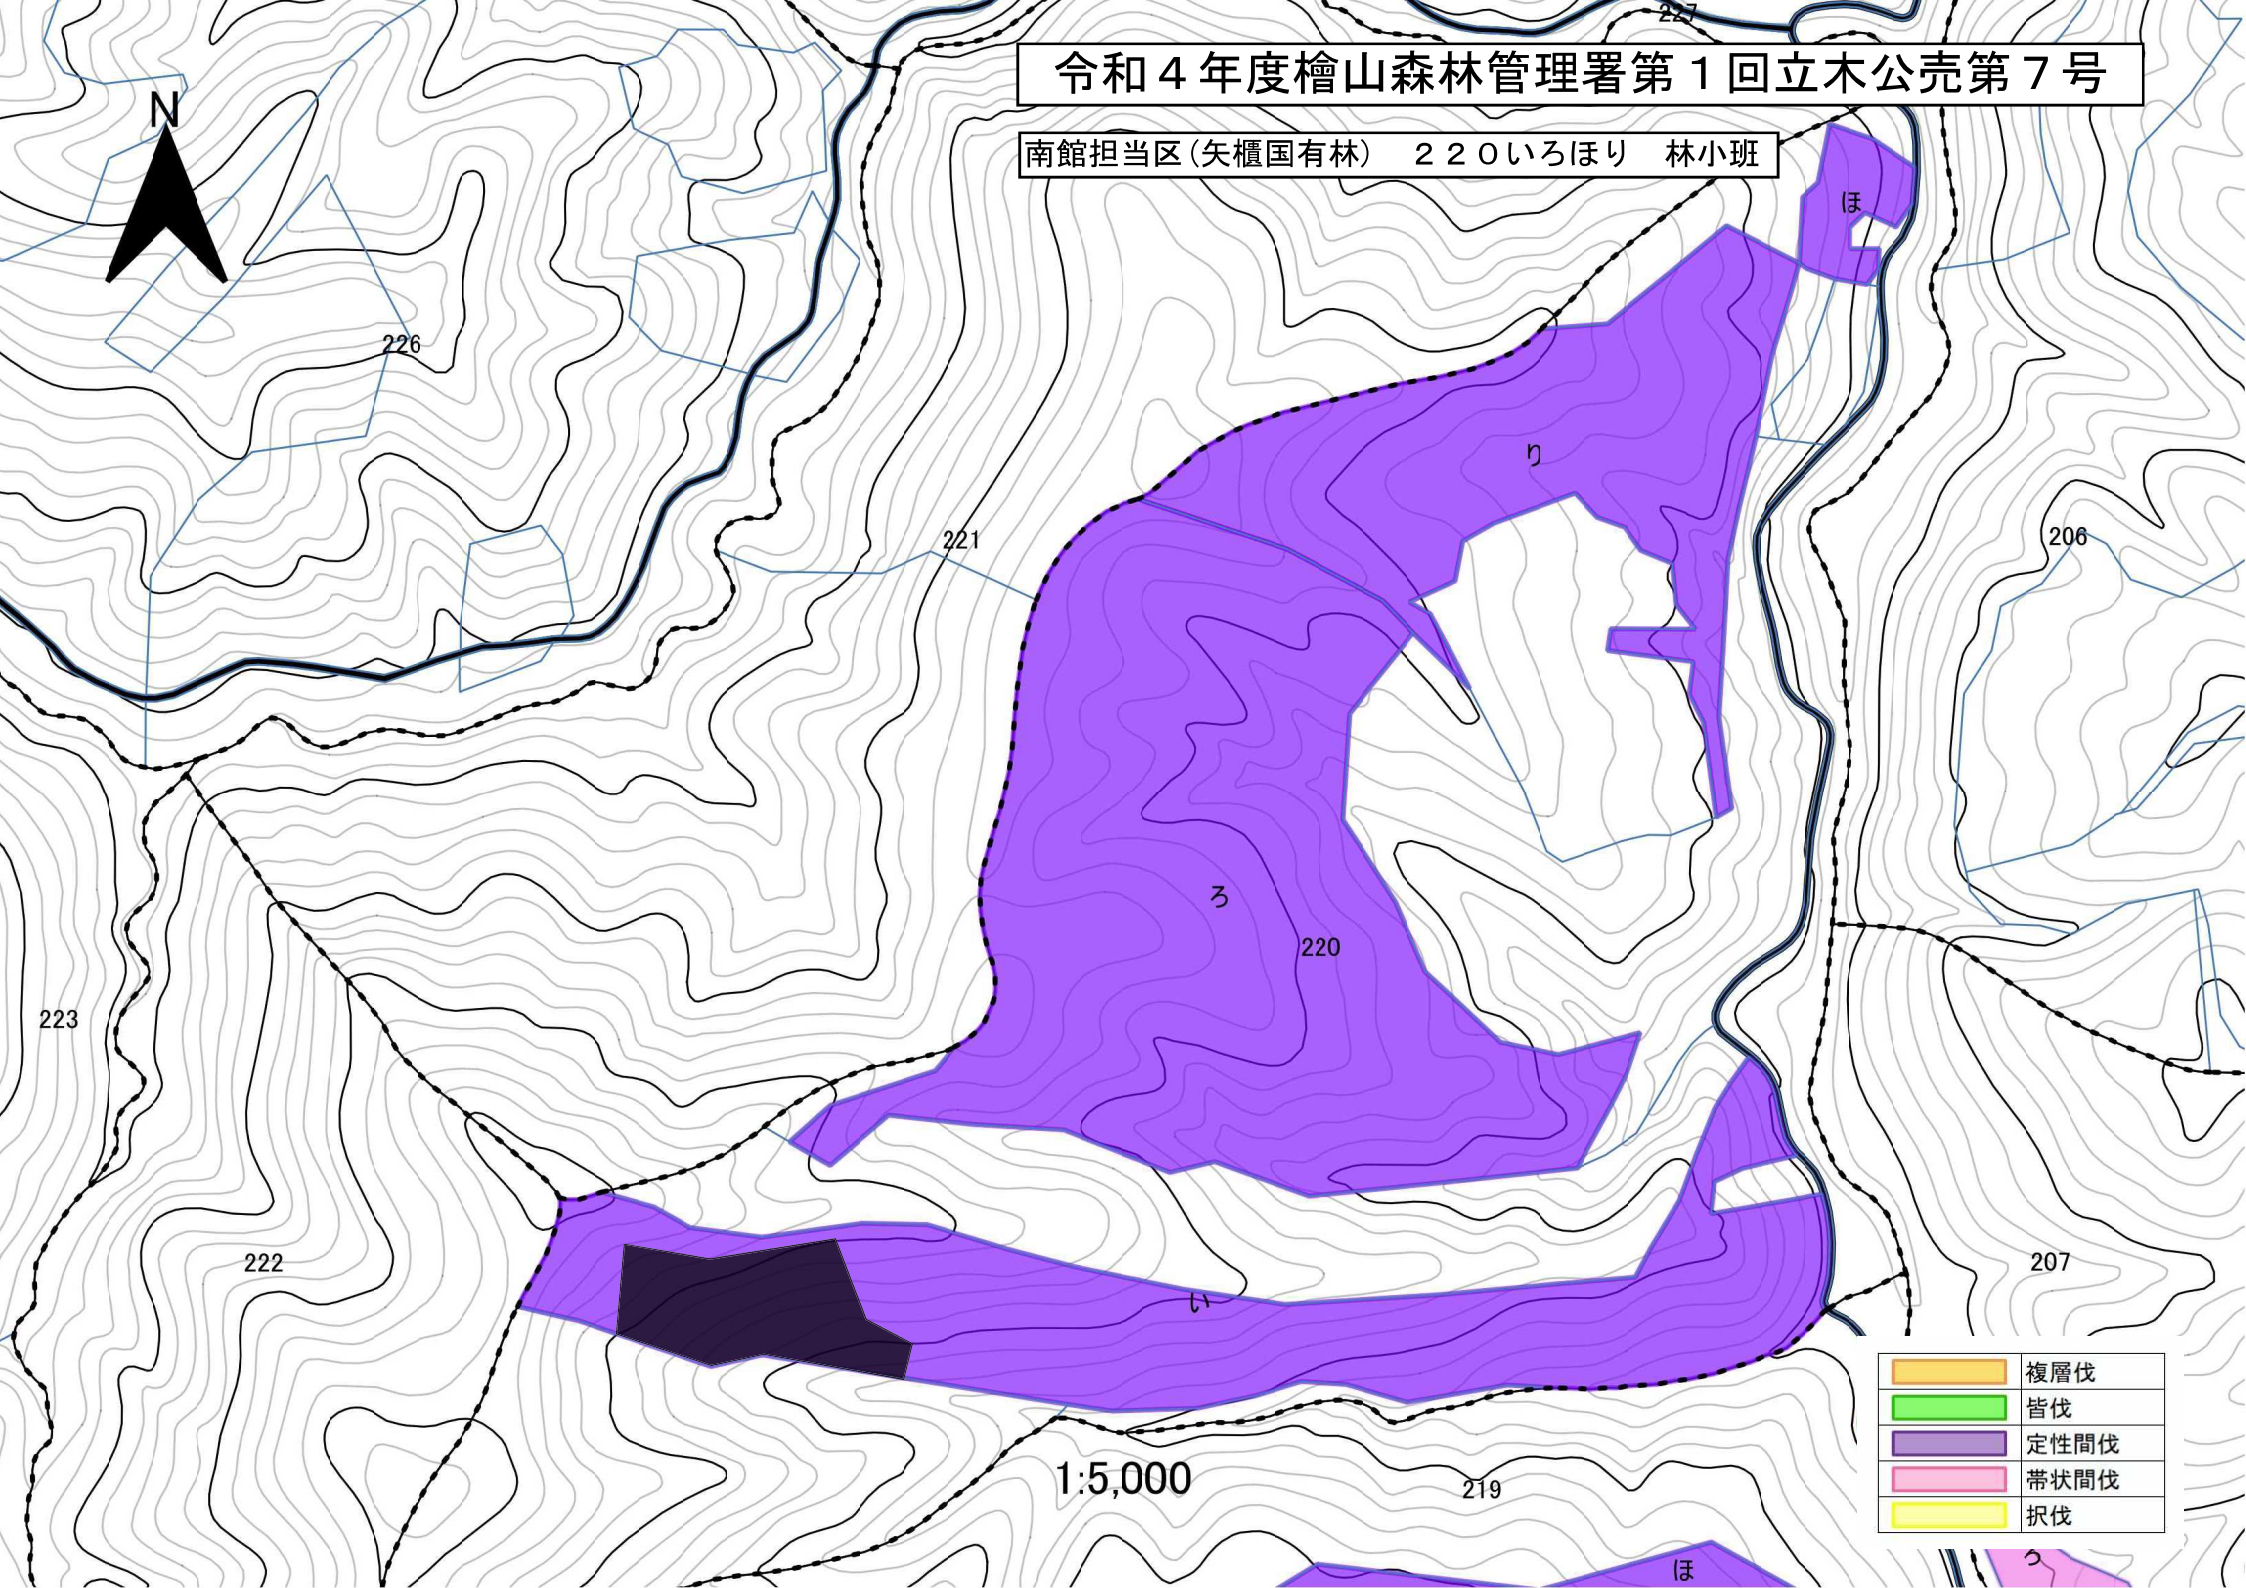 227
令和４年度檜山森林管理署第１回立木公売第７号
N
南館担当区(矢櫃国有林)　２２０いろほり　林小班
ほ
226
り
221
206
ろ
220
223
222
207
い
複層伐
皆伐
定性間伐
帯状間伐
択伐
1:5,000
219
ほ
ろ